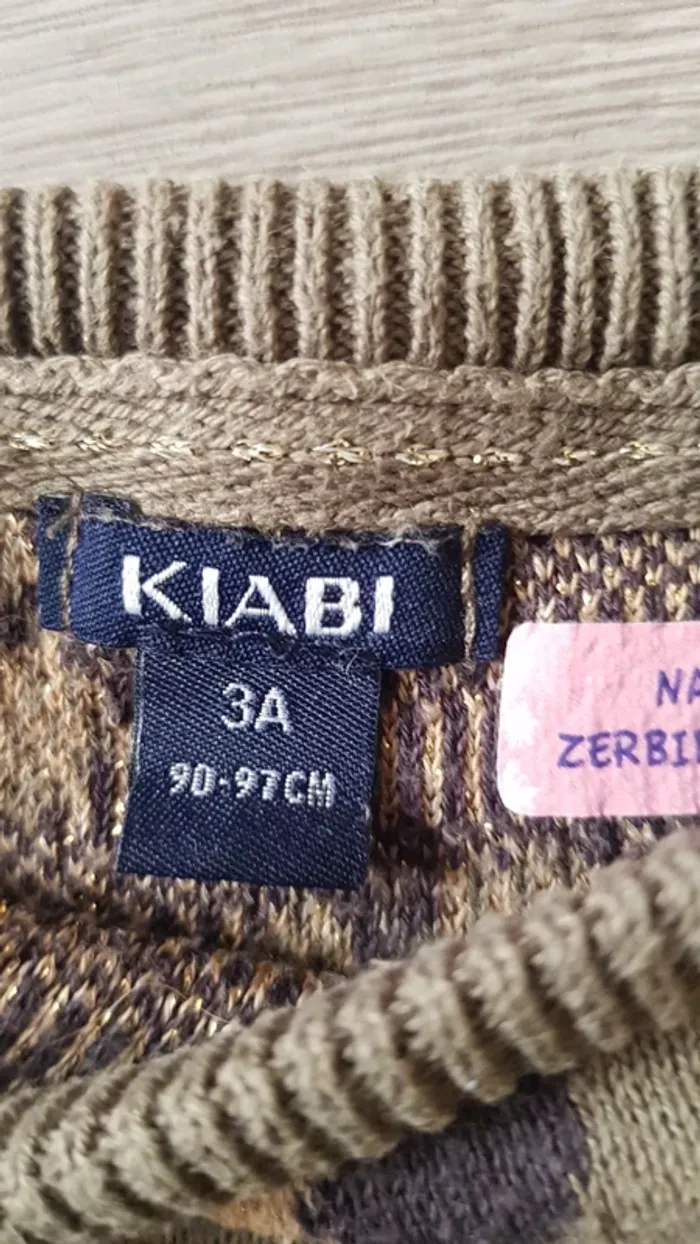 KIABI
3A
90-97CM
NA
ZERBI